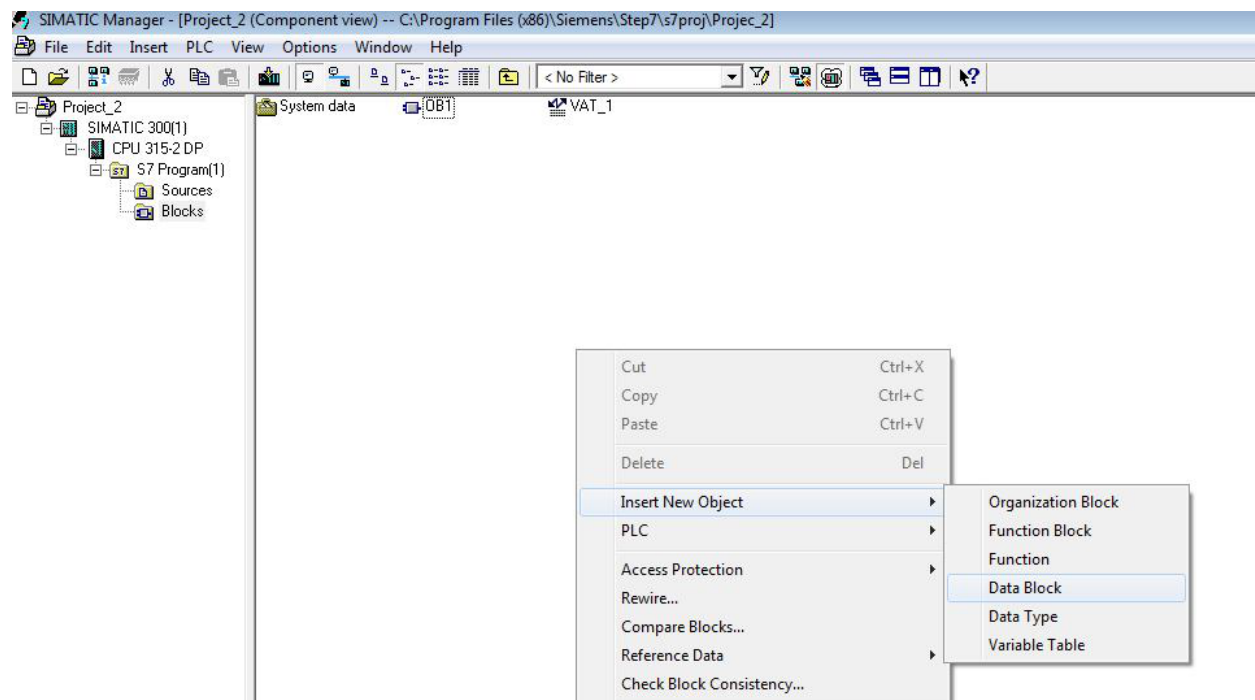 SIMATIC Manager - [Project_2 (Component view) -- C:\Program Files (x86)\Siemens\Step7\s7proj\Projec_2]
File Edit Insert PLC View Options Window Help
< No Filter >
Project_2
SIMATIC 300(1)
CPU 315-2 DP
S7 Program(1)
Sources
Blocks
System data OB1 VAT_1
Cut Ctrl+X
Copy Ctrl+C
Paste Ctrl+V
Delete Del
Insert New Object
PLC
Access Protection
Rewire...
Compare Blocks...
Reference Data
Check Block Consistency...
Organization Block
Function Block
Function
Data Block
Data Type
Variable Table